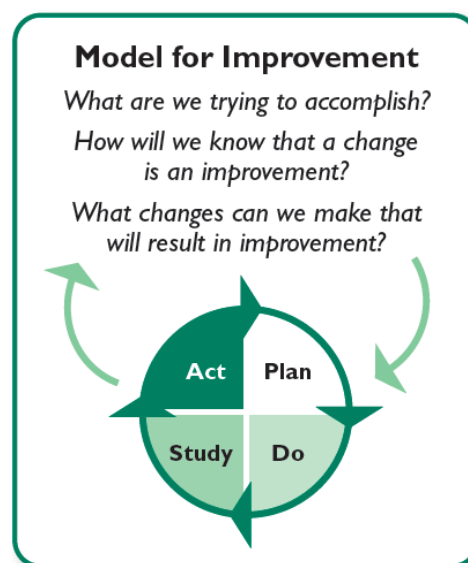 Model for Improvement
What are we trying to accomplish?
How will we know that a change
is an improvement?
What changes can we make that
will result in improvement?
Act
Plan
Study
Do